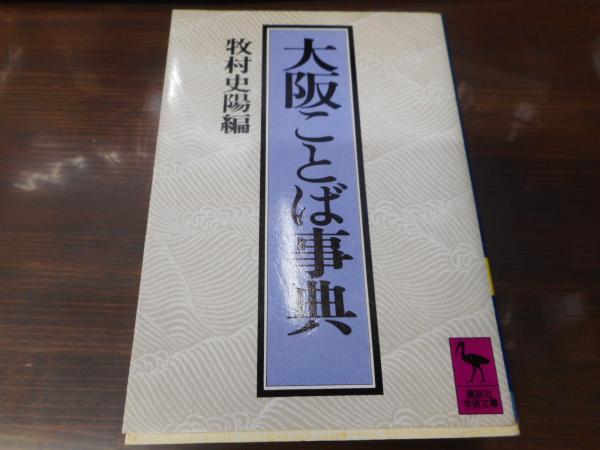 大阪ことば事典
牧村史陽編
講談社
学術文庫